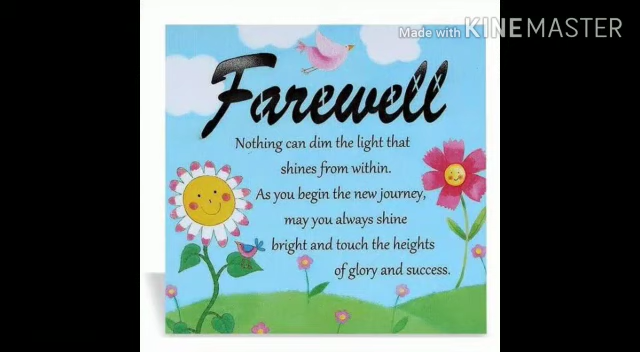 Made with KINEMASTER
Farewell
Nothing can dim the light that
shines from within.
As you begin the new journey,
may you always shine
bright and touch the heights
of glory and success.